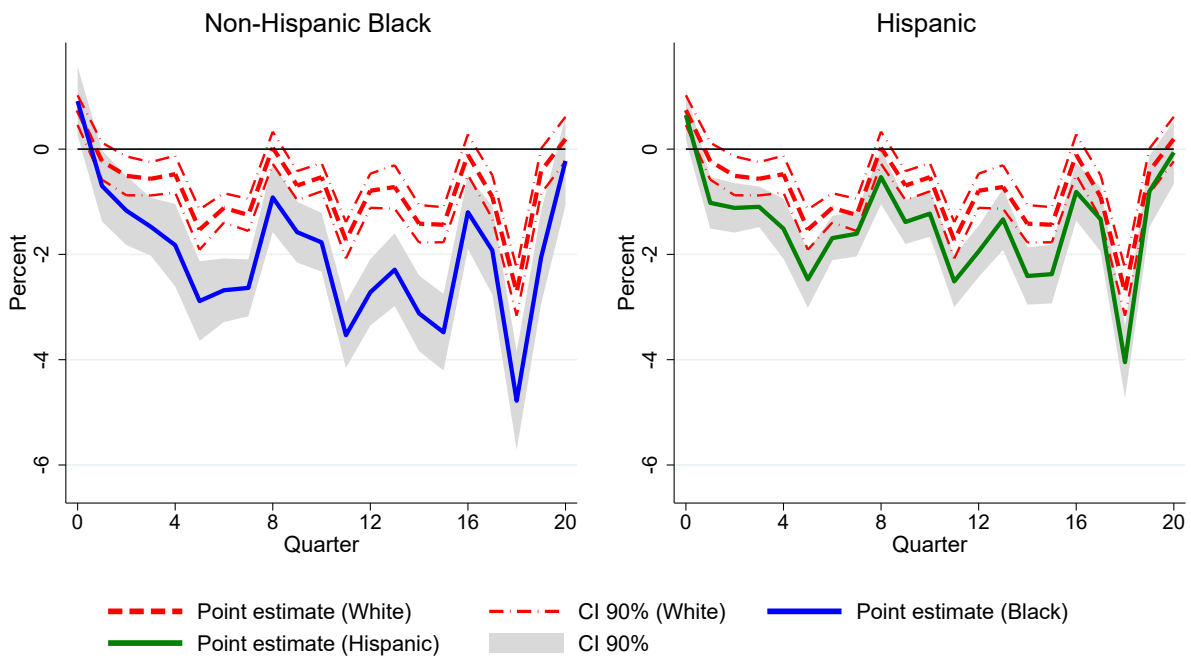 Non-Hispanic Black
Percent
0
-2
-4
-6
0 4 8 12 16 20
Quarter
Hispanic
Percent
0
-2
-4
-6
0 4 8 12 16 20
Quarter
Point estimate (White) CI 90% (White) Point estimate (Black)
Point estimate (Hispanic) CI 90%